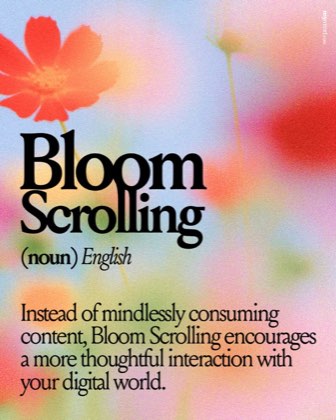 Bloom
Scrolling
(noun) English
Instead of mindlessly consuming
content, Bloom Scrolling encourages
a more thoughtful interaction with
your digital world.